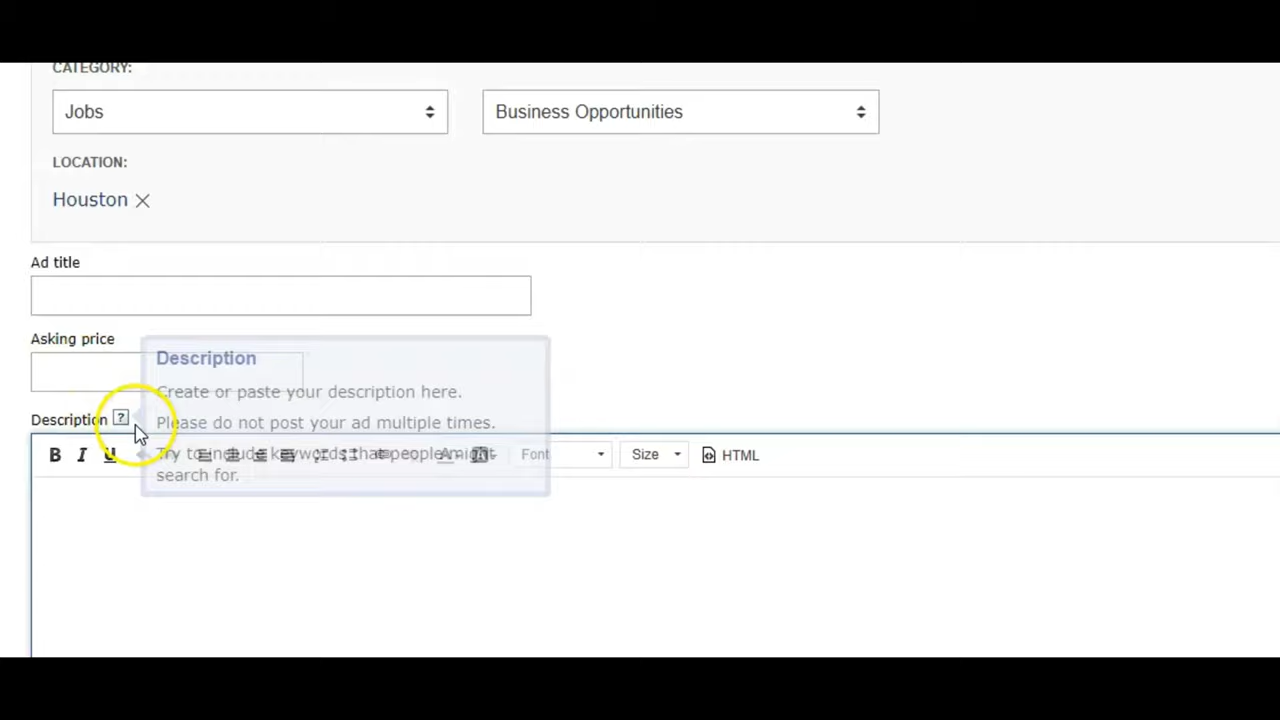 CATEGORY:
Jobs
Business Opportunities
LOCATION:
Houston
Ad title
Asking price
Description
Create or paste your description here.
Description ?
Please do not post your ad multiple times.
B I U
Try to include keywords that people might
Font
Size
HTML
search for.